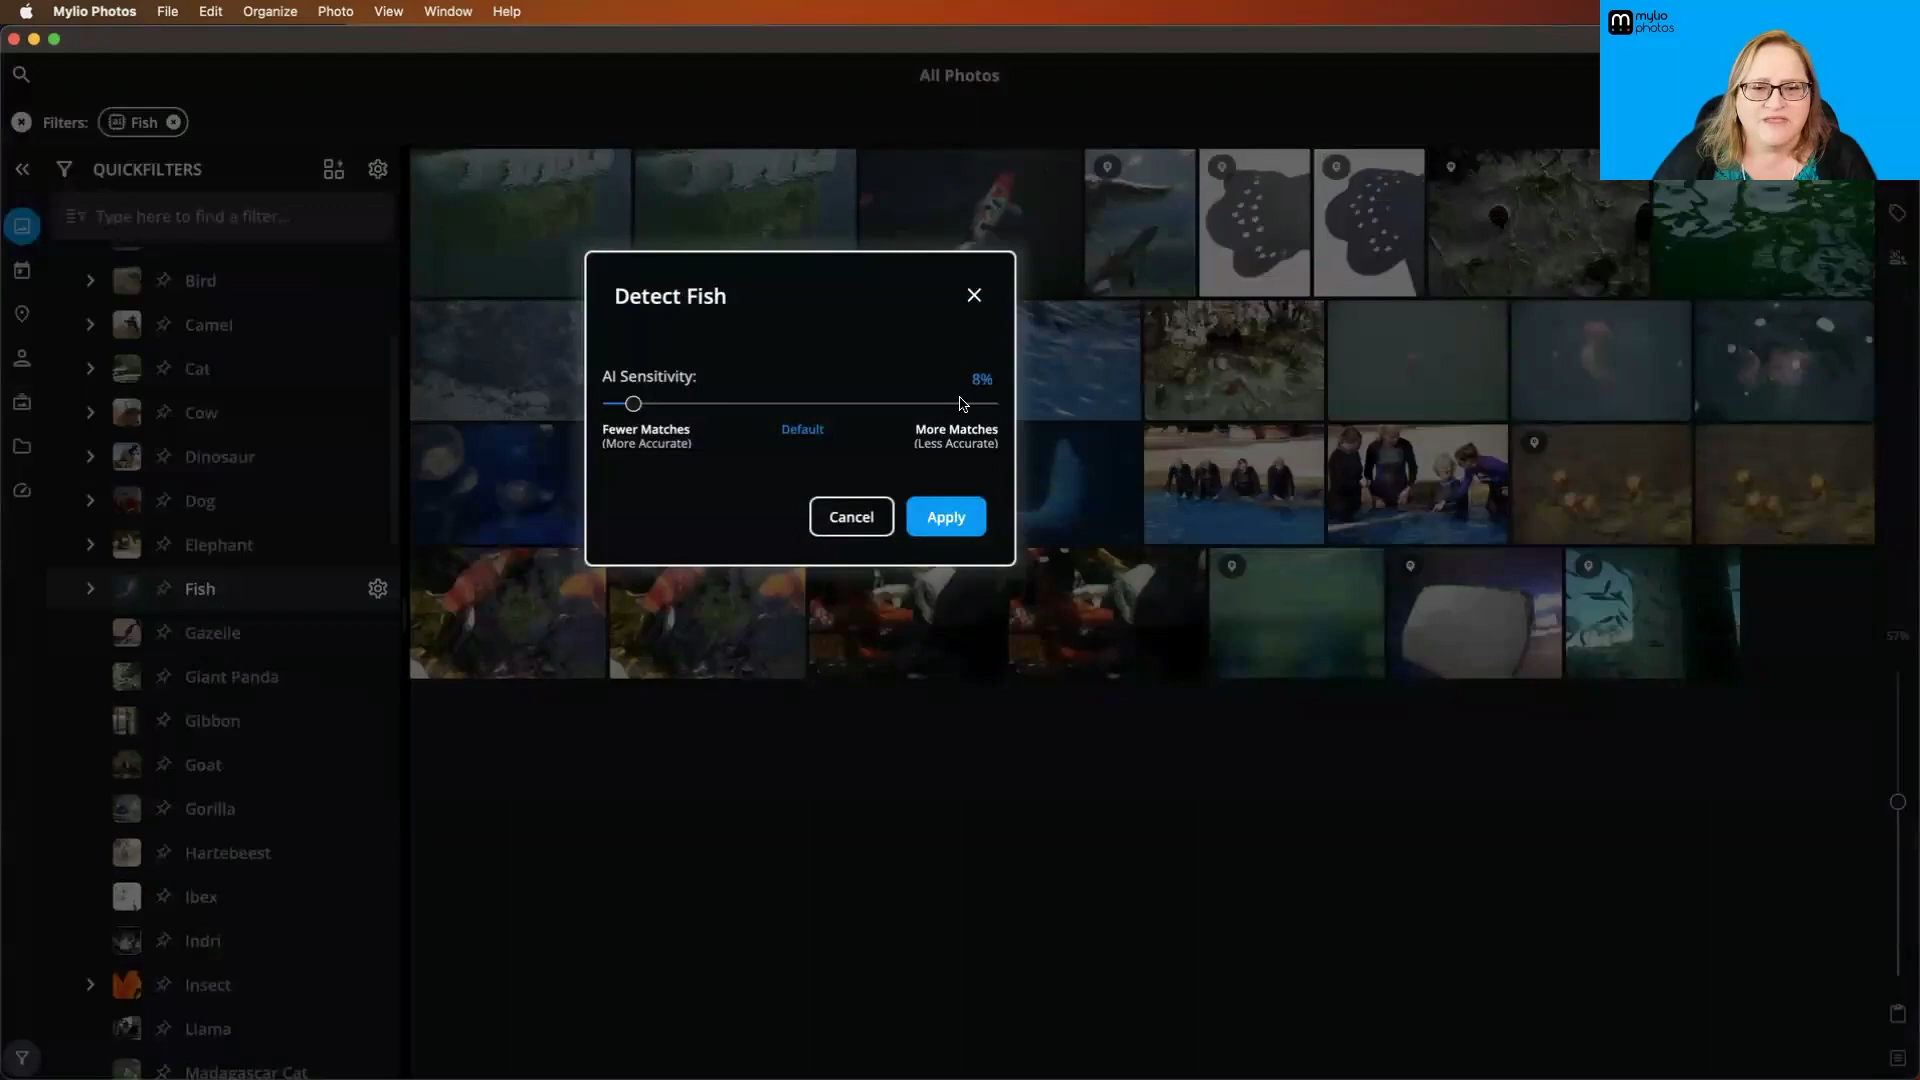 Mylio Photos File Edit Organize Photo View Window Help
mylio
photos
All Photos
Filters: Fish
QUICKFILTERS
Type here to find a filter...
Bird
Camel
Cat
Cow
Dinosaur
Dog
Elephant
Fish
Gazelle
Giant Panda
Gibbon
Goat
Gorilla
Hartebeest
Ibex
Indri
Insect
Llama
Madagascar Cat
Detect Fish
AI Sensitivity:
8%
Fewer Matches Default More Matches
(More Accurate) (Less Accurate)
Cancel Apply
57%